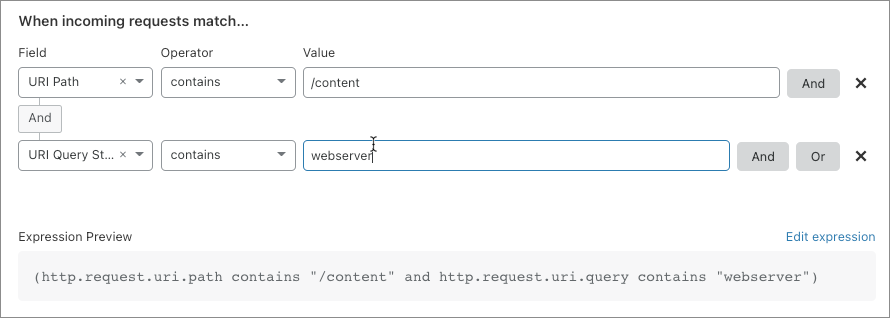 When incoming requests match...
Field Operator Value
URI Path × contains /content And ✕
And
URI Query St... × contains webserver And Or ✕
Expression Preview Edit expression
(http.request.uri.path contains "/content" and http.request.uri.query contains "webserver")